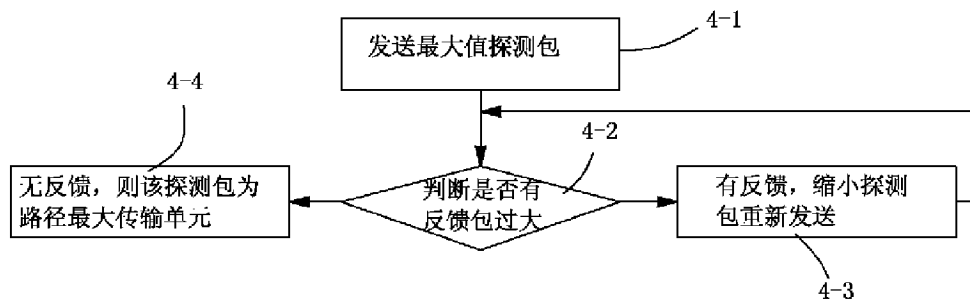 发送最大值探测包
4-1
4-4
4-2
无反馈，则该探测包为
路径最大传输单元
判断是否有
反馈包过大
有反馈，缩小探测
包重新发送
4-3